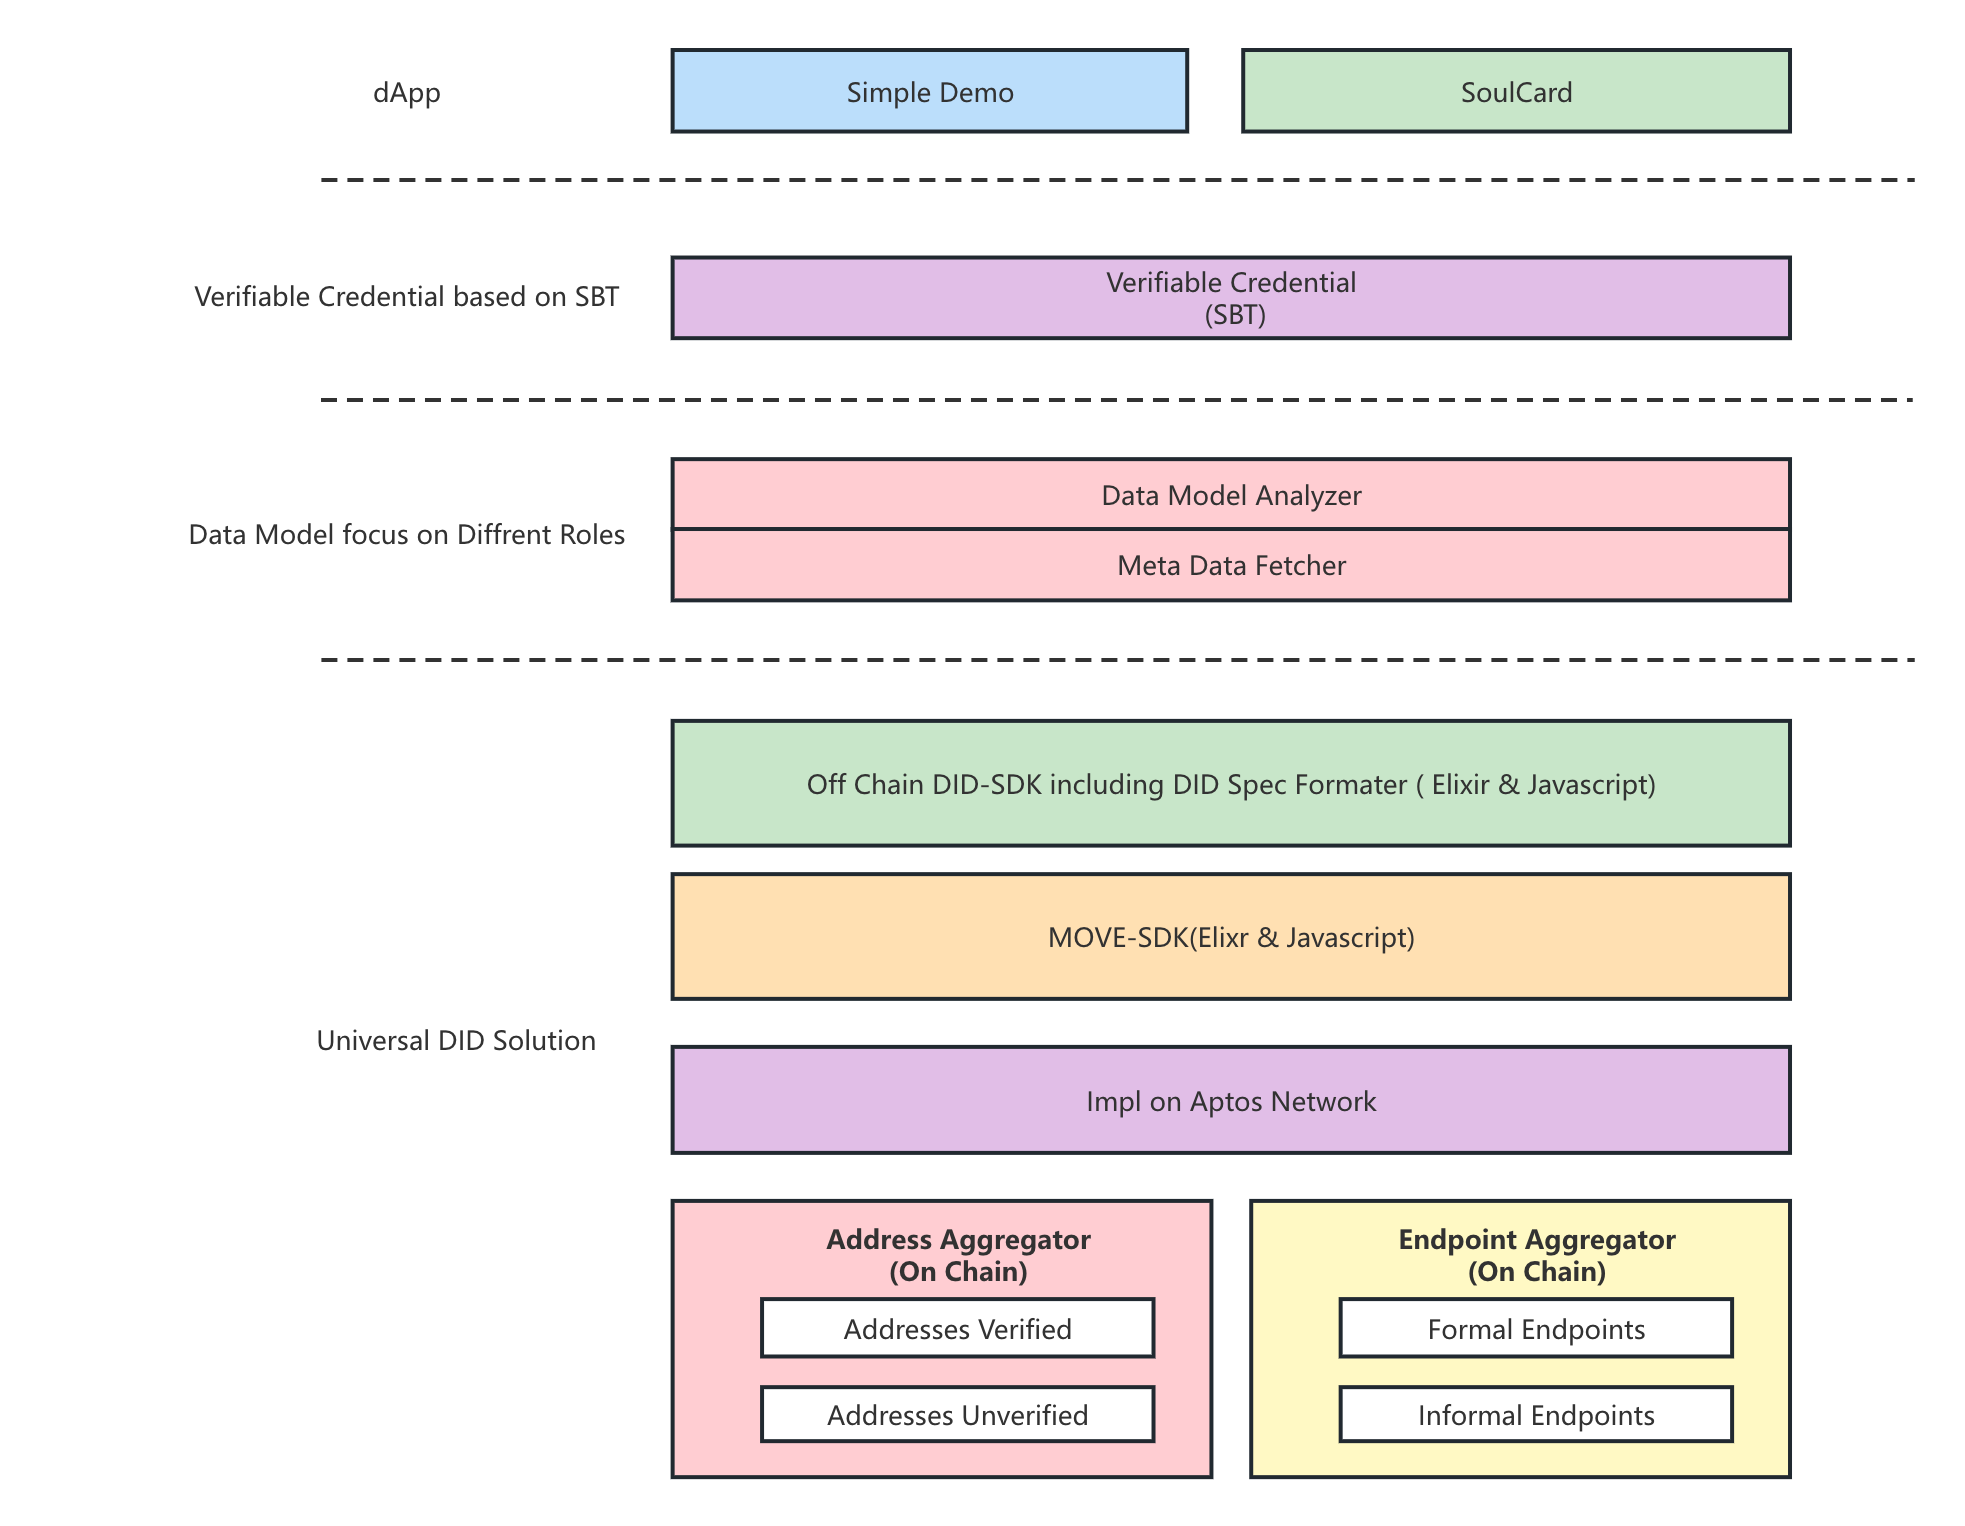 dApp
Simple Demo
SoulCard
Verifiable Credential based on SBT
Verifiable Credential
(SBT)
Data Model focus on Diffrent Roles
Data Model Analyzer
Meta Data Fetcher
Universal DID Solution
Off Chain DID-SDK including DID Spec Formater ( Elixir & Javascript)
MOVE-SDK(Elixr & Javascript)
Impl on Aptos Network
Address Aggregator
(On Chain)
Addresses Verified
Addresses Unverified
Endpoint Aggregator
(On Chain)
Formal Endpoints
Informal Endpoints